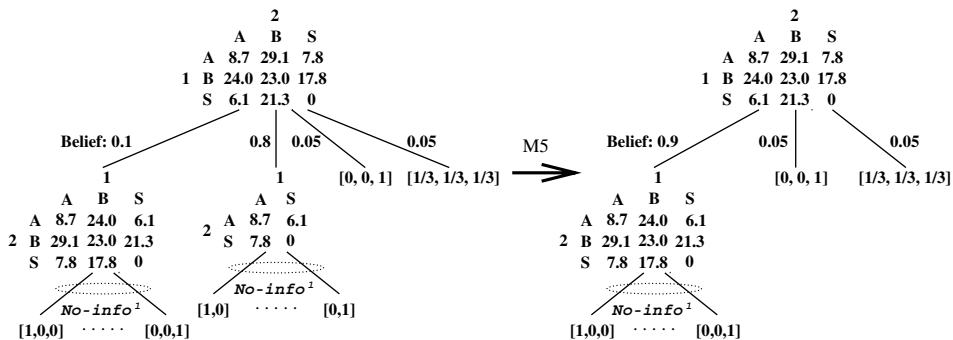 2
A B S
A 8.7 29.1 7.8
1 B 24.0 23.0 17.8
S 6.1 21.3 0
Belief: 0.1 0.8 0.05 0.05
1 1 [0, 0, 1] [1/3, 1/3, 1/3]
A B S
A 8.7 24.0 6.1
2 B 29.1 23.0 21.3
S 7.8 17.8 0
No-info¹
[1,0,0] ..... [0,0,1]
A S
A 8.7 6.1
2 S 7.8 0
No-info¹
[1,0] ..... [0,1]
M5
2
A B S
A 8.7 29.1 7.8
1 B 24.0 23.0 17.8
S 6.1 21.3 0
Belief: 0.9 0.05 0.05
1 [0, 0, 1] [1/3, 1/3, 1/3]
A B S
A 8.7 24.0 6.1
2 B 29.1 23.0 21.3
S 7.8 17.8 0
No-info¹
[1,0,0] ..... [0,0,1]